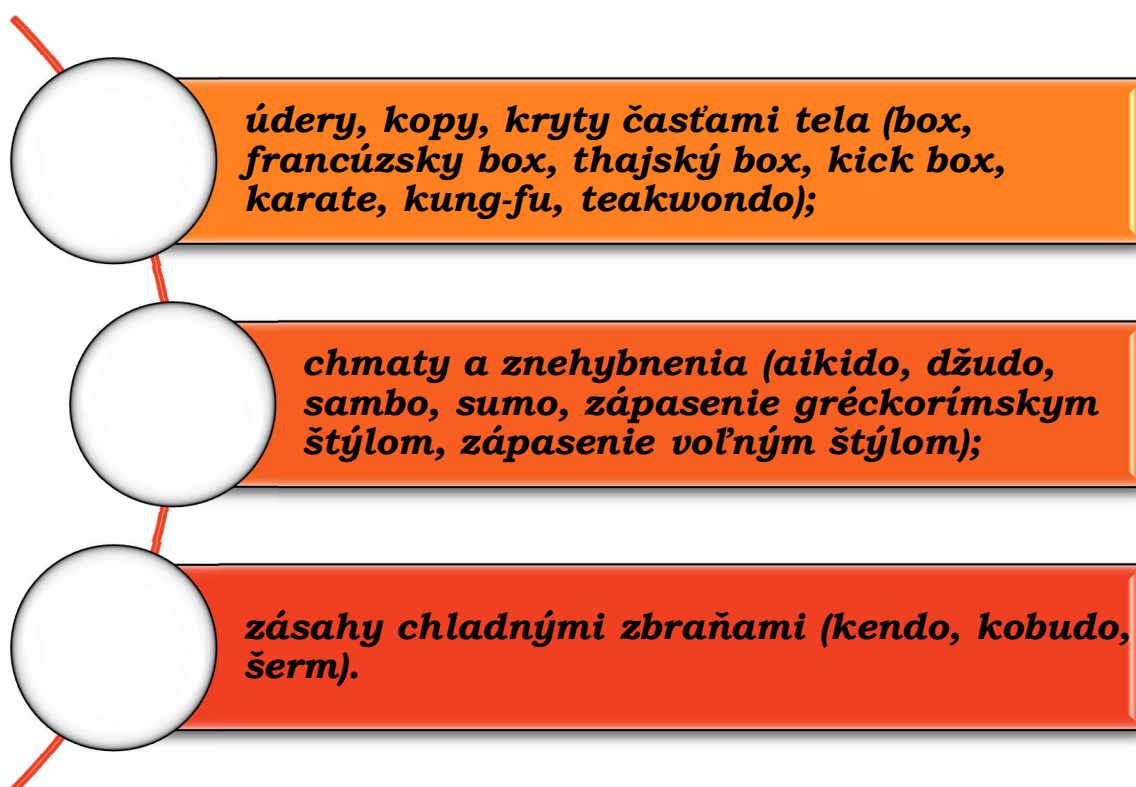 údery, kopy, kryty časťami tela (box,
francúzsky box, thajský box, kick box,
karate, kung-fu, teakwondo);
chmaty a znehybnenia (aikido, džudo,
sambo, sumo, zápasenie gréckorímskym
štýlom, zápasenie voľným štýlom);
zásahy chladnými zbraňami (kendo, kobudo,
šerm).